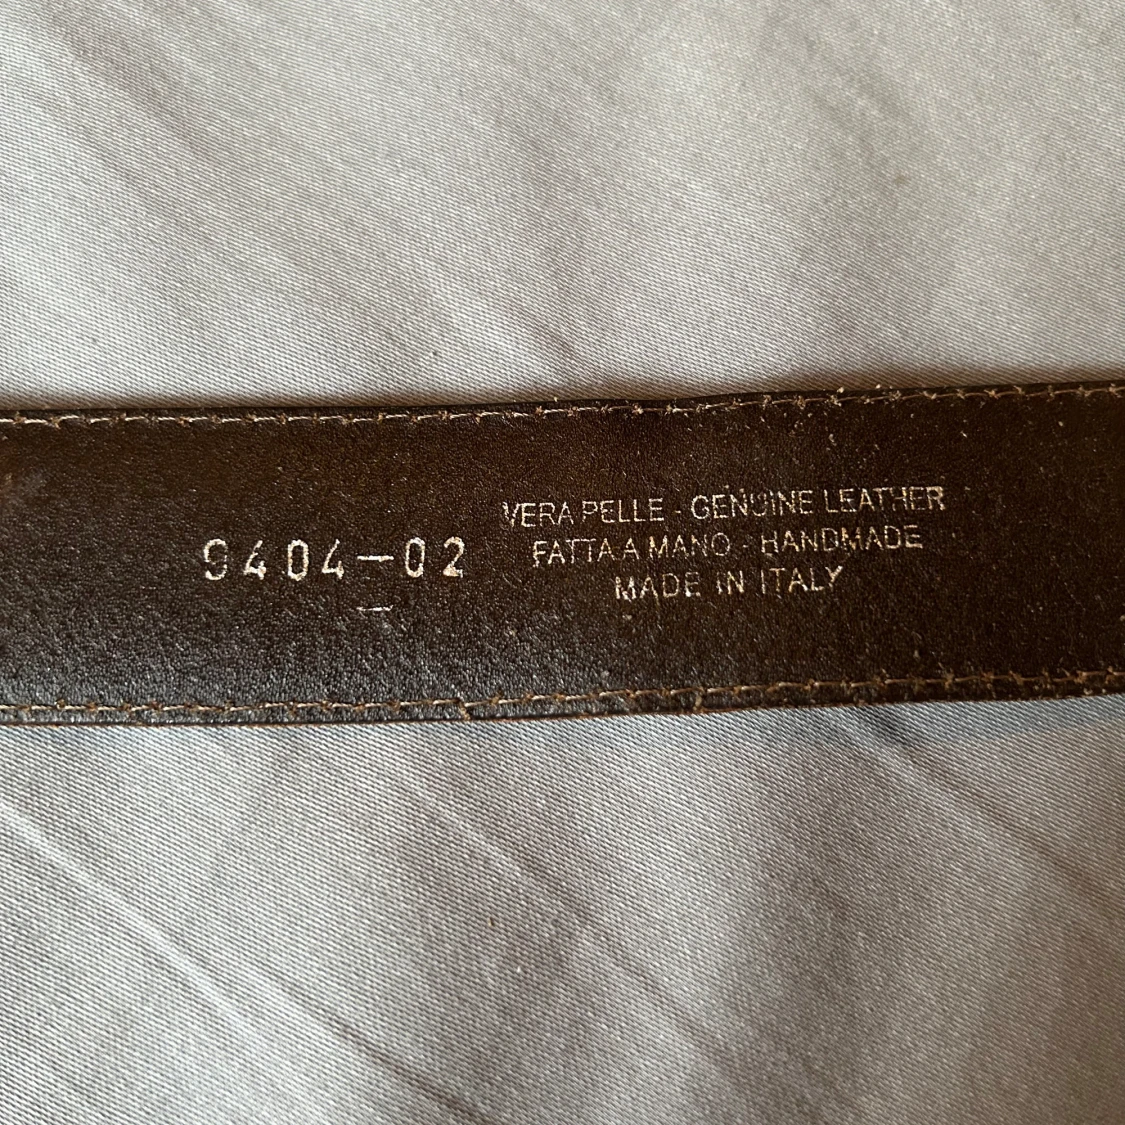 9404-02
VERA PELLE - GENUINE LEATHER
FATTA A MANO - HANDMADE
MADE IN ITALY